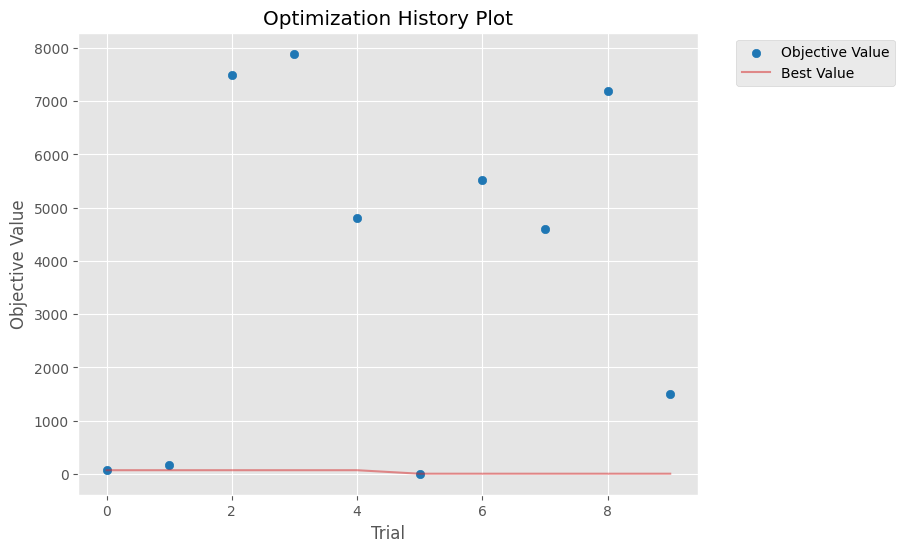 Optimization History Plot
Objective Value
Best Value
Objective Value
8000
7000
6000
5000
4000
3000
2000
1000
0
0 2 4 6 8
Trial